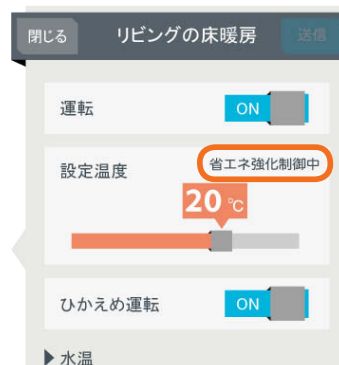 閉じる リビングの床暖房 送信
運転 ON
設定温度 省エネ強化制御中
20℃
ひかえめ運転 ON
▶水温